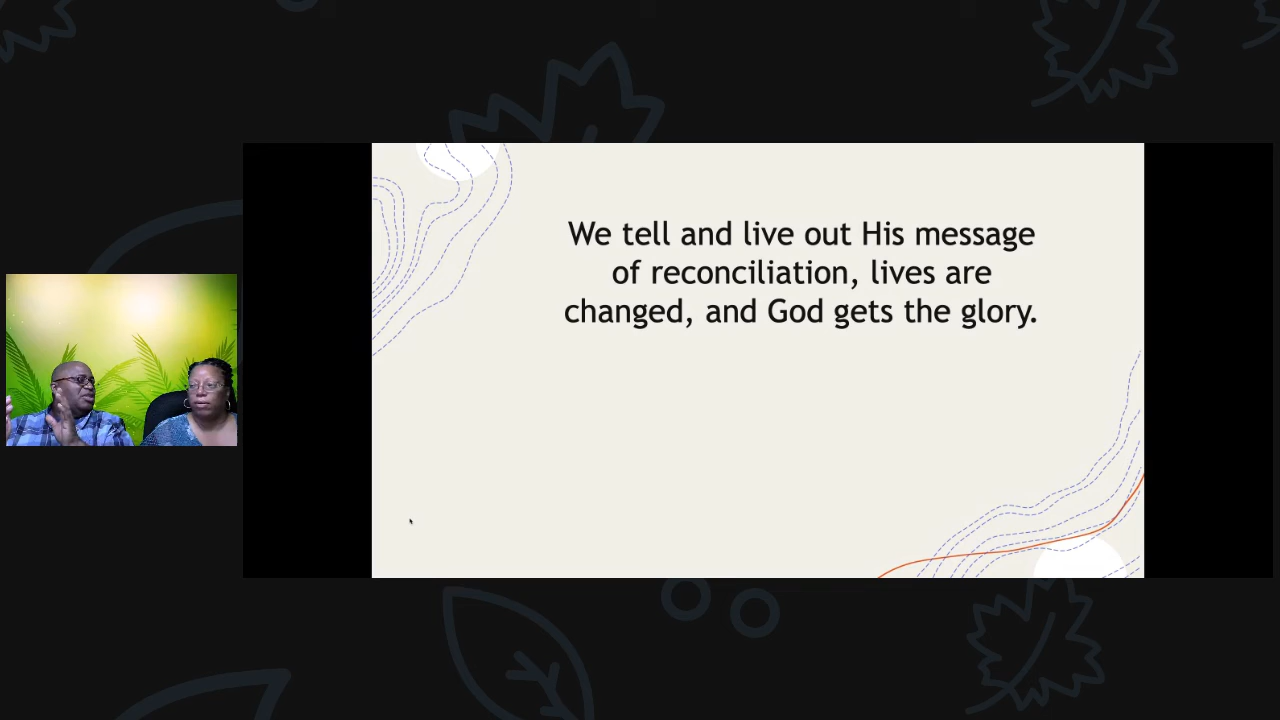 We tell and live out His message
of reconciliation, lives are
changed, and God gets the glory.